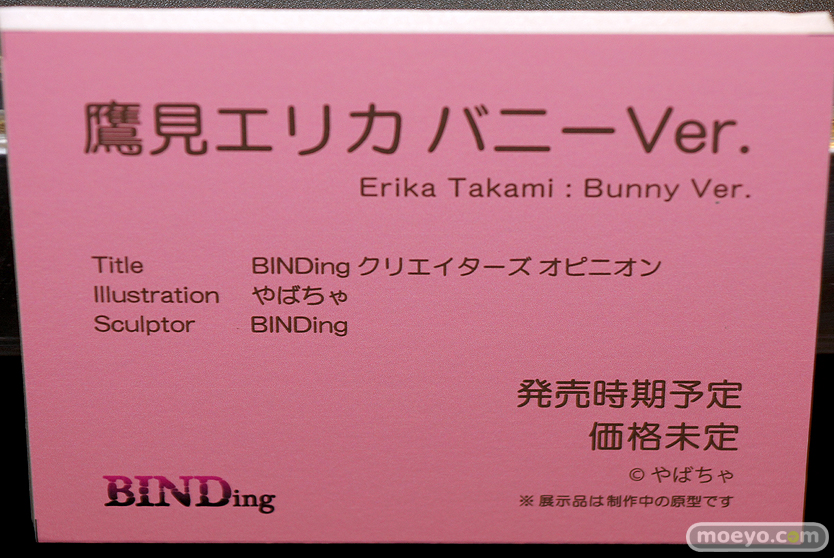 鷹見エリカ バニーVer.
Erika Takami : Bunny Ver.
Title BINDing クリエイターズ オピニオン
Illustration やばちゃ
Sculptor BINDing
発売時期予定
価格未定
© やばちゃ
BINDing
※ 展示品は制作中の原型です
moeyo.com